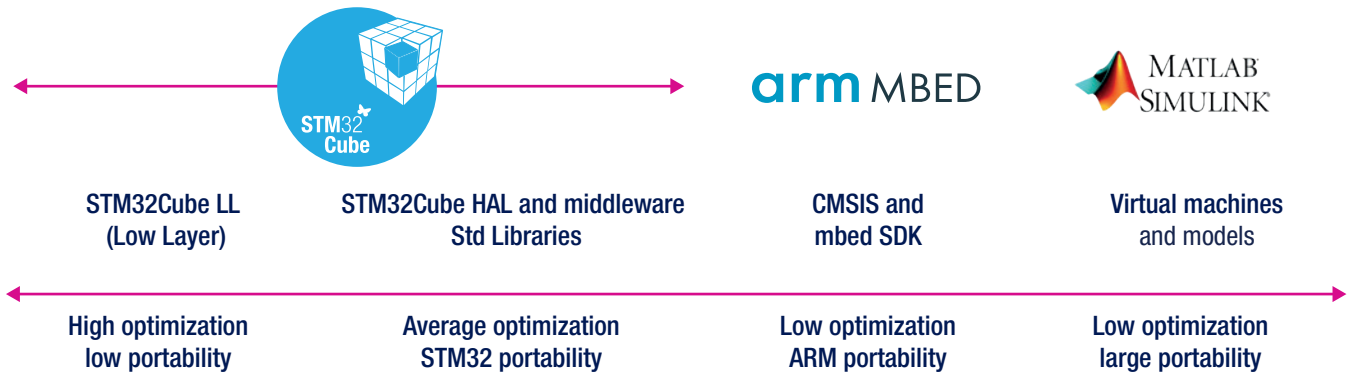 STM32
Cube
arm MBED
MATLAB
SIMULINK®
STM32Cube LL
(Low Layer)
STM32Cube HAL and middleware
Std Libraries
CMSIS and
mbed SDK
Virtual machines
and models
High optimization
low portability
Average optimization
STM32 portability
Low optimization
ARM portability
Low optimization
large portability